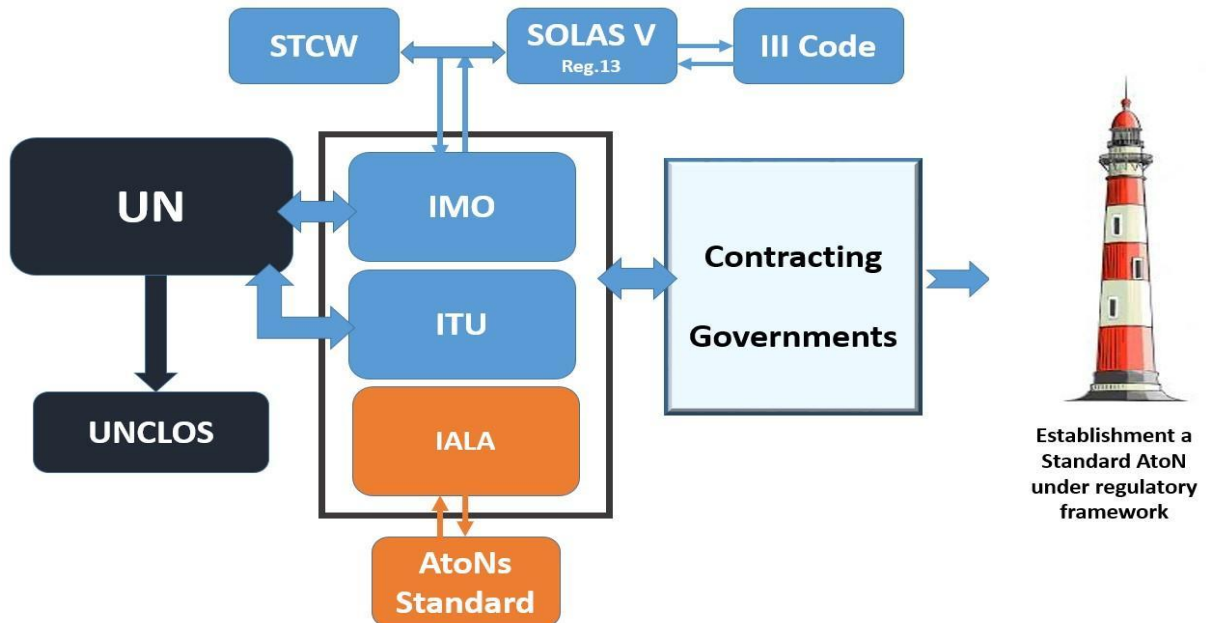 STCW
SOLAS V
Reg.13
III Code
UN
IMO
ITU
IALA
UNCLOS
AtoNs
Standard
Contracting
Governments
Establishment a
Standard AtoN
under regulatory
framework